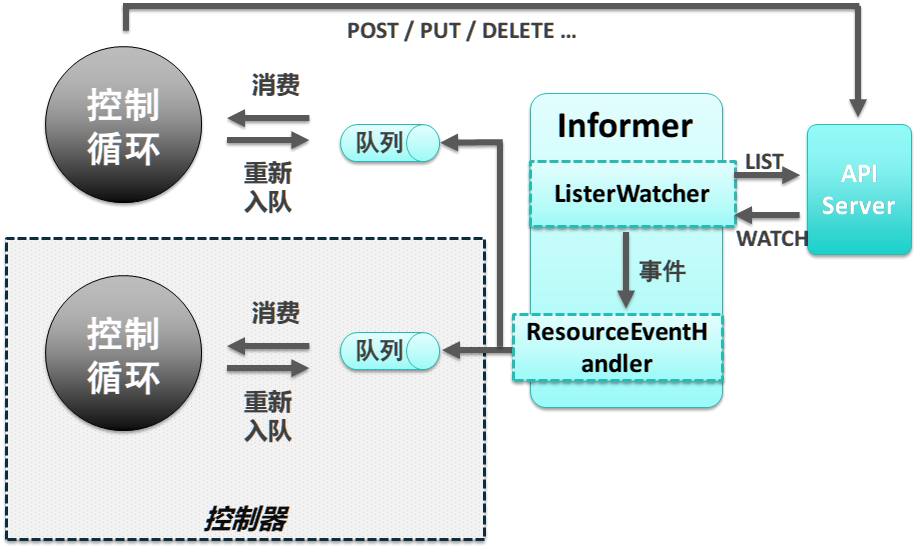 POST / PUT / DELETE ...
控制
循环
消费
重新
入队
队列
Informer
ListerWatcher
事件
ResourceEventH
andler
LIST
WATCH
API
Server
控制
循环
消费
重新
入队
队列
控制器